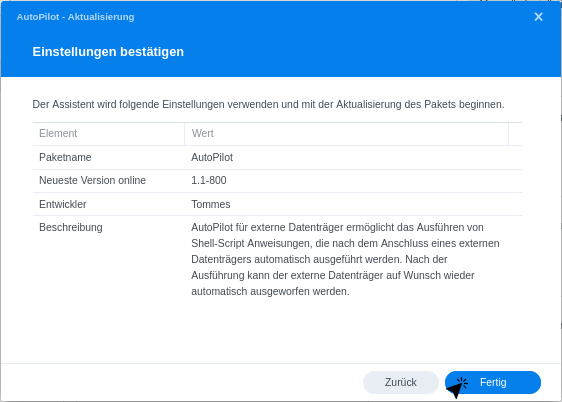 AutoPilot - Aktualisierung
Einstellungen bestätigen
Der Assistent wird folgende Einstellungen verwenden und mit der Aktualisierung des Pakets beginnen.
Element Wert
Paketname AutoPilot
Neueste Version online 1.1-800
Entwickler Tommes
Beschreibung AutoPilot für externe Datenträger ermöglicht das Ausführen von
Shell-Script Anweisungen, die nach dem Anschluss eines externen
Datenträgers automatisch ausgeführt werden. Nach der
Ausführung kann der externe Datenträger auf Wunsch wieder
automatisch ausgeworfen werden.
Zurück Fertig